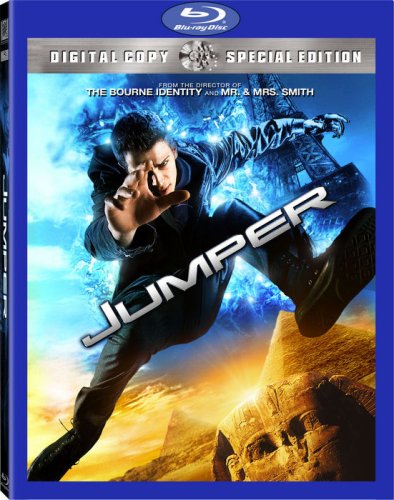 Blu-ray Disc
DIGITAL COPY SPECIAL EDITION
FROM THE DIRECTOR OF
THE BOURNE IDENTITY AND MR. & MRS. SMITH
JUMPER
JUMPER